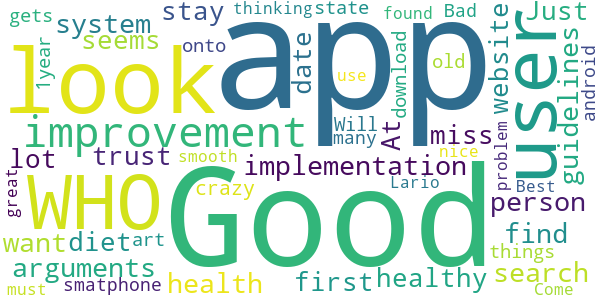 gets
thinking
state
found
Bad
Just
system
stay
app
user
Website
guidelines
android
seems
onto
date
download
old
1year
look
use
improvement
Will
many
At
miss
problem
lot
trust
smooth
implementation
nice
Best
great
WHO
Good
crazy
Lario
person
want
diet
art
find
things
arguments
health
first
healthy
search
must
smatphone
Come